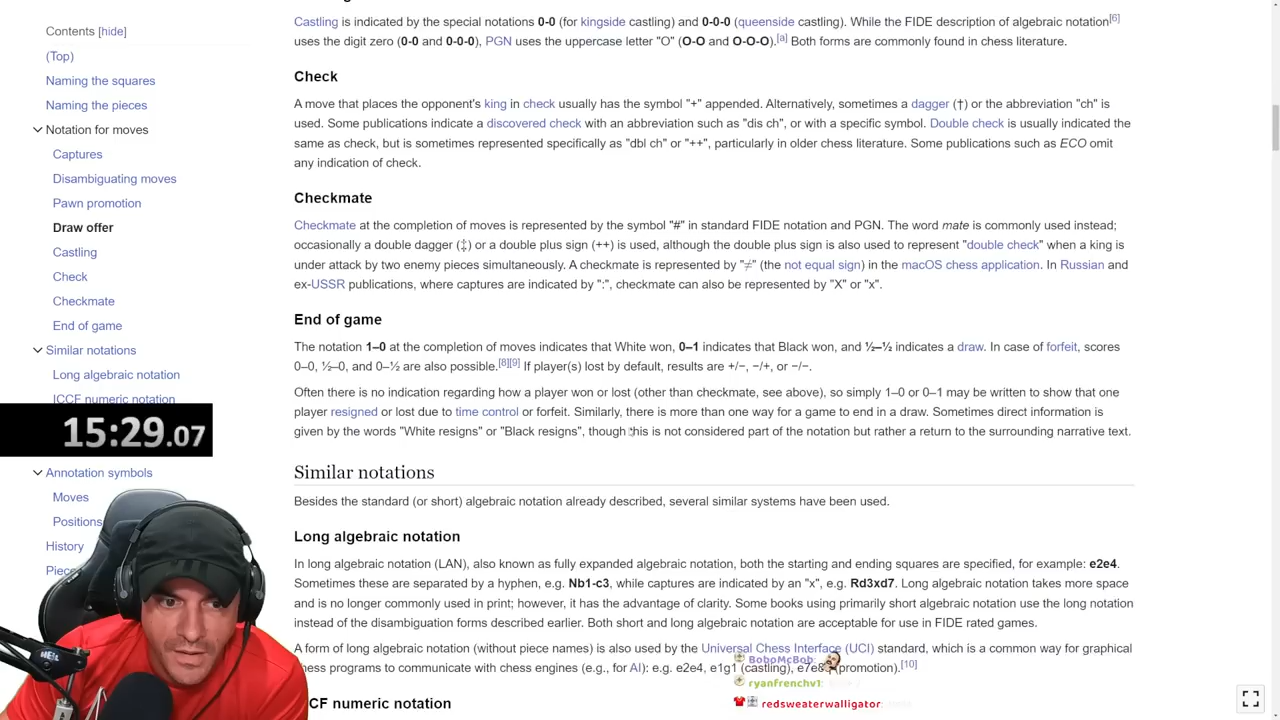 Contents [hide]
(Top)
Naming the squares
Naming the pieces
Notation for moves
Captures
Disambiguating moves
Pawn promotion
Draw offer
Castling
Check
Checkmate
End of game
Similar notations
Long algebraic notation
ICCF numeric notation
15:29.07
Annotation symbols
Moves
Positions
History
Castling is indicated by the special notations 0-0 (for kingside castling) and 0-0-0 (queenside castling). While the FIDE description of algebraic notation[6]
uses the digit zero (0-0 and 0-0-0), PGN uses the uppercase letter "O" (O-O and O-O-O).[a] Both forms are commonly found in chess literature.
Check
A move that places the opponent's king in check usually has the symbol "+" appended. Alternatively, sometimes a dagger (†) or the abbreviation "ch" is
used. Some publications indicate a discovered check with an abbreviation such as "dis ch", or with a specific symbol. Double check is usually indicated the
same as check, but is sometimes represented specifically as "dbl ch" or "++", particularly in older chess literature. Some publications such as ECO omit
any indication of check.
Checkmate
Checkmate at the completion of moves is represented by the symbol "#" in standard FIDE notation and PGN. The word mate is commonly used instead;
occasionally a double dagger (‡) or a double plus sign (++) is used, although the double plus sign is also used to represent "double check" when a king is
under attack by two enemy pieces simultaneously. A checkmate is represented by "≠" (the not equal sign) in the macOS chess application. In Russian and
ex-USSR publications, where captures are indicated by ":", checkmate can also be represented by "X" or "x".
End of game
The notation 1–0 at the completion of moves indicates that White won, 0–1 indicates that Black won, and ½–½ indicates a draw. In case of forfeit, scores
0–0, ½–0, and 0–½ are also possible.[8][9] If player(s) lost by default, results are +/−, −/+, or −/−.
Often there is no indication regarding how a player won or lost (other than checkmate, see above), so simply 1–0 or 0–1 may be written to show that one
player resigned or lost due to time control or forfeit. Similarly, there is more than one way for a game to end in a draw. Sometimes direct information is
given by the words "White resigns" or "Black resigns", though this is not considered part of the notation but rather a return to the surrounding narrative text.
Similar notations
Besides the standard (or short) algebraic notation already described, several similar systems have been used.
Long algebraic notation
In long algebraic notation (LAN), also known as fully expanded algebraic notation, both the starting and ending squares are specified, for example: e2e4.
Sometimes these are separated by a hyphen, e.g. Nb1-c3, while captures are indicated by an "x", e.g. Rd3xd7. Long algebraic notation takes more space
and is no longer commonly used in print; however, it has the advantage of clarity. Some books using primarily short algebraic notation use the long notation
instead of the disambiguation forms described earlier. Both short and long algebraic notation are acceptable for use in FIDE rated games.
A form of long algebraic notation (without piece names) is also used by the Universal Chess Interface (UCI) standard, which is a common way for graphical
chess programs to communicate with chess engines (e.g., for AI): e.g. e2e4, e1g1 (castling), (promotion).[10]
BoboMcBob:
ryanfrenchv1:
redsweaterwalligator:
CF numeric notation